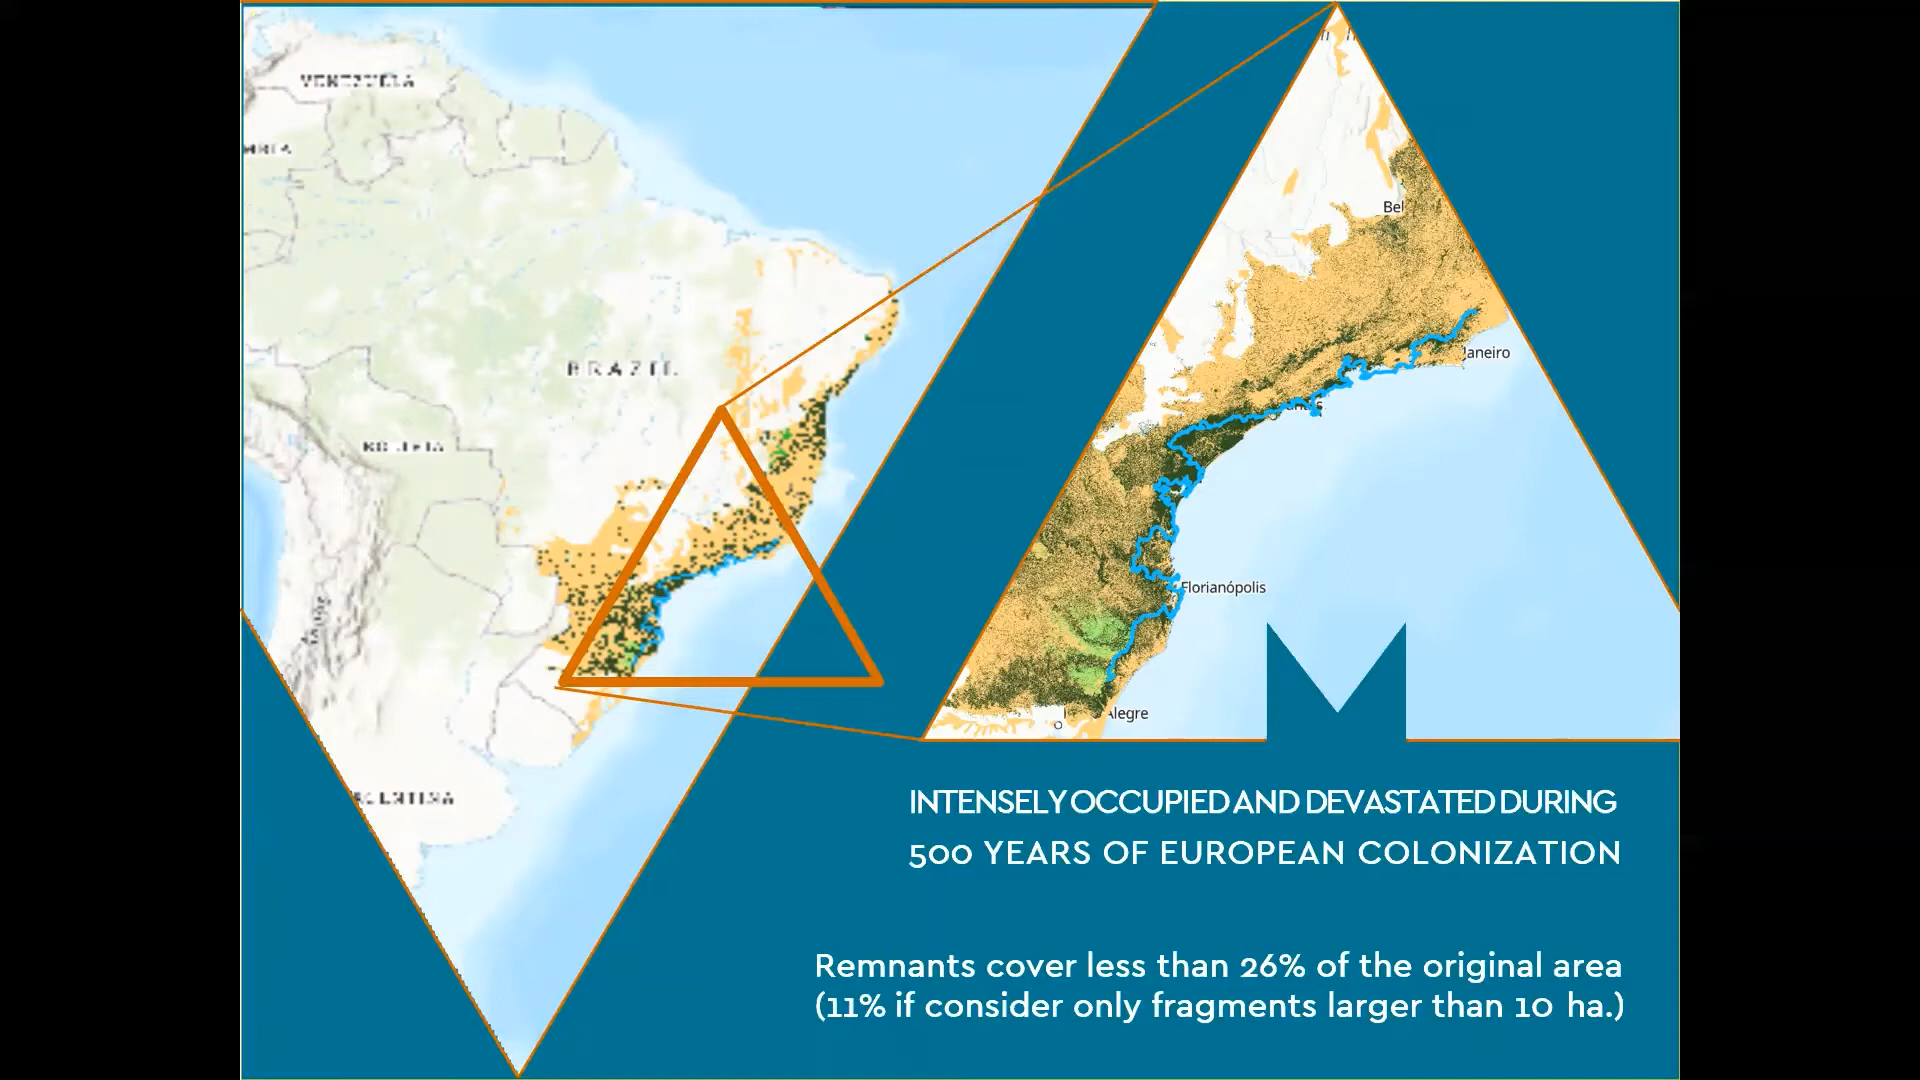 VENEZUELA
BRAZIL
BOLIVIA
Bel
Janeiro
Florianópolis
Alegre
INTENSELY OCCUPIED AND DEVASTATED DURING
500 YEARS OF EUROPEAN COLONIZATION
Remnants cover less than 26% of the original area
(11% if consider only fragments larger than 10 ha.)